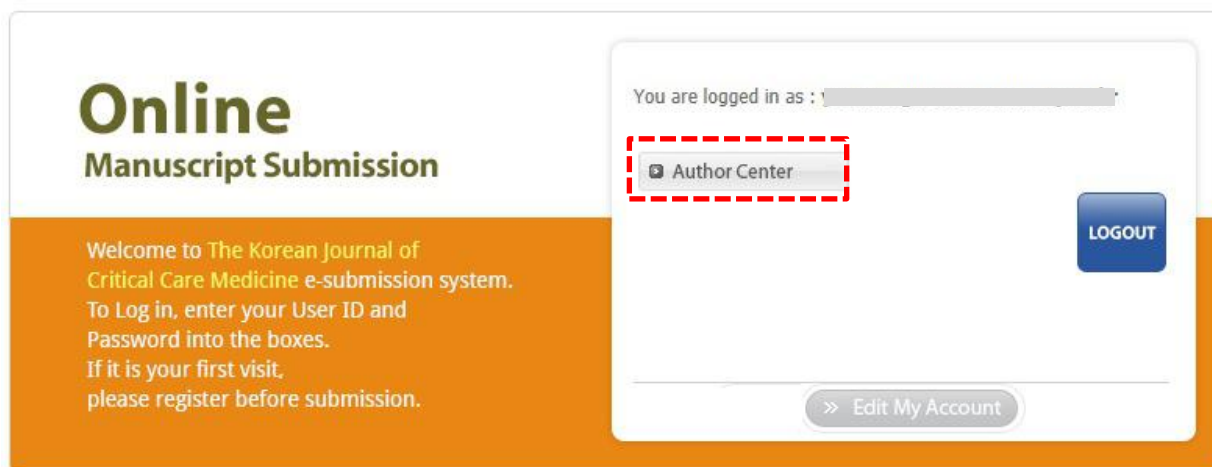 Online
Manuscript Submission
Welcome to The Korean Journal of
Critical Care Medicine e-submission system.
To Log in, enter your User ID and
Password into the boxes.
If it is your first visit,
please register before submission.
You are logged in as :
Author Center
LOGOUT
» Edit My Account